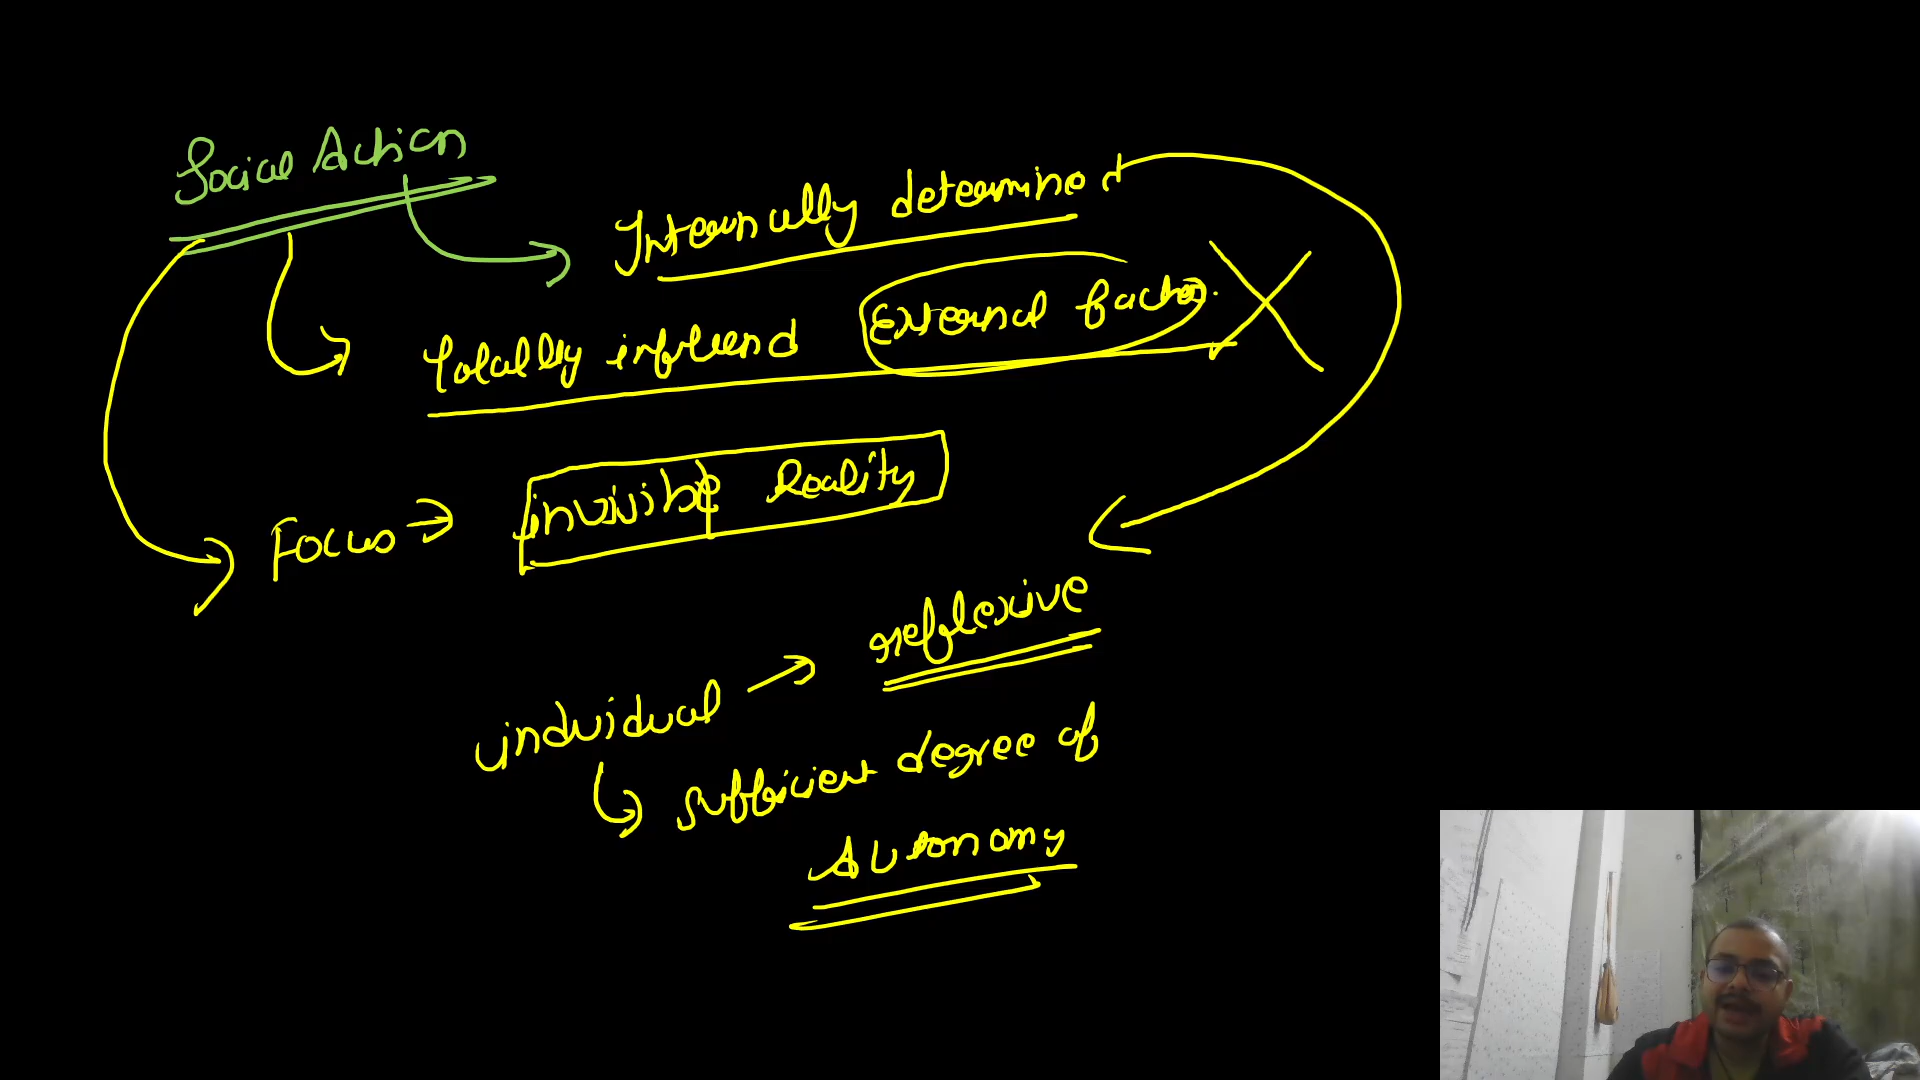 Social Action
Internally determined
Totally influend External factor.
Focus → invisible Reality
individual → reflexive
sufficient degree of
Autonomy